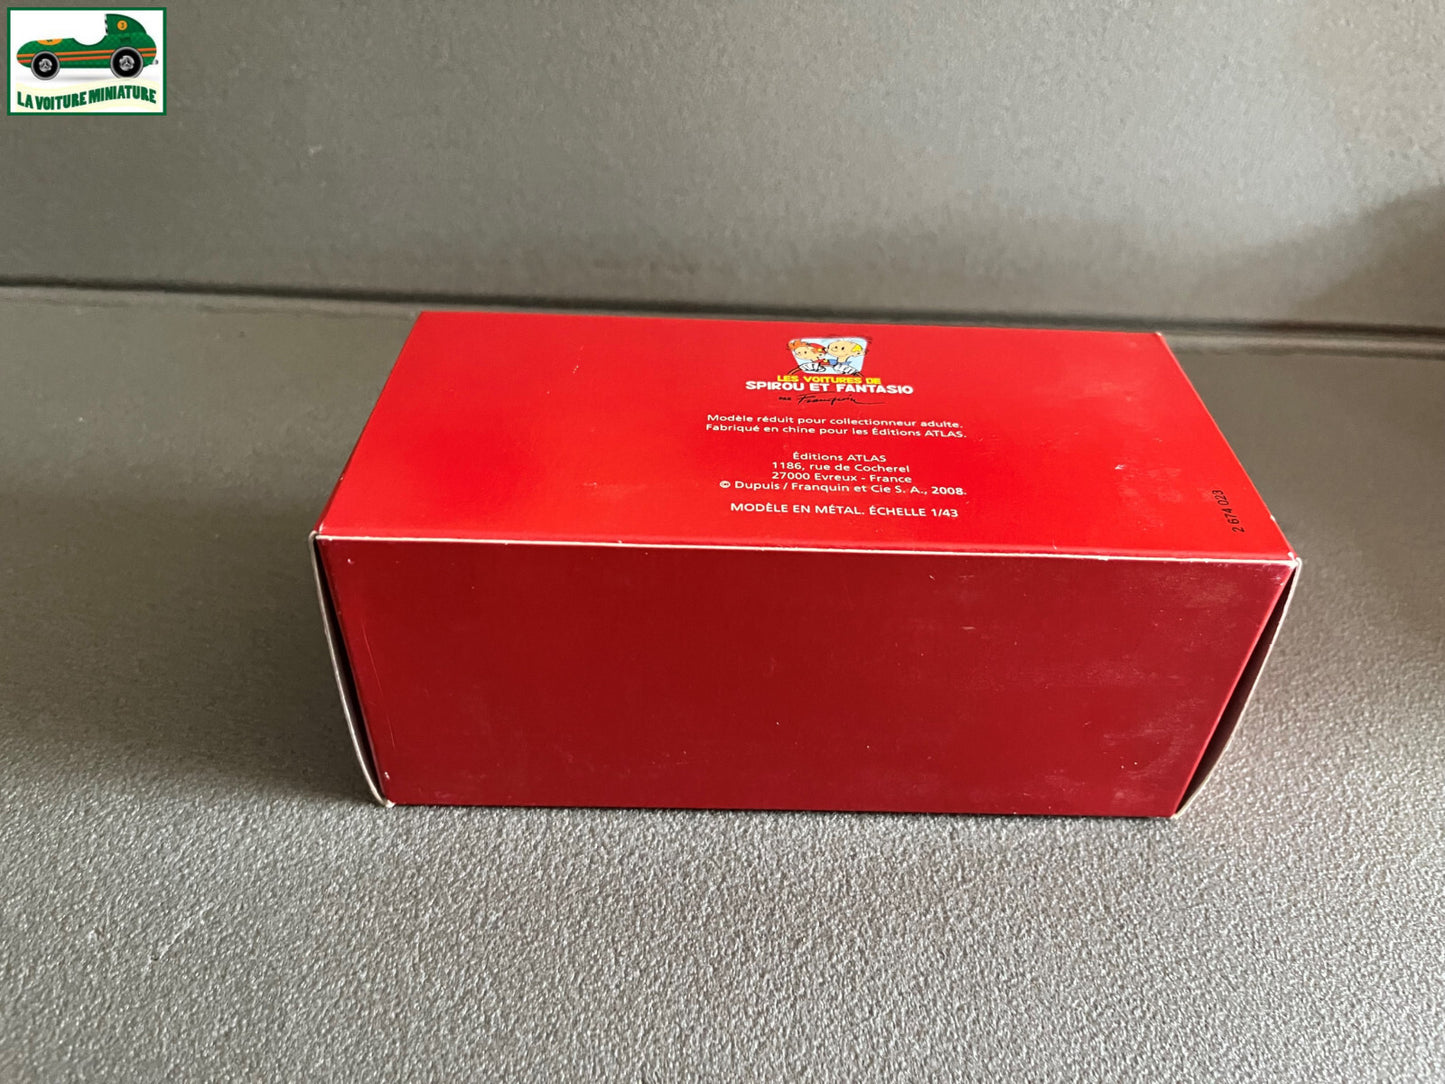 LA VOITURE MINIATURE
LES VOITURES DE
SPIROU ET FANTASIO
PAR Franquin
Modèle réduit pour collectionneur adulte.
Fabriqué en chine pour les Éditions ATLAS.
Éditions ATLAS
1186, rue de Cocherel
27000 Evreux - France
© Dupuis / Franquin et Cie S. A., 2008.
MODÈLE EN MÉTAL. ÉCHELLE 1/43
2 674 023